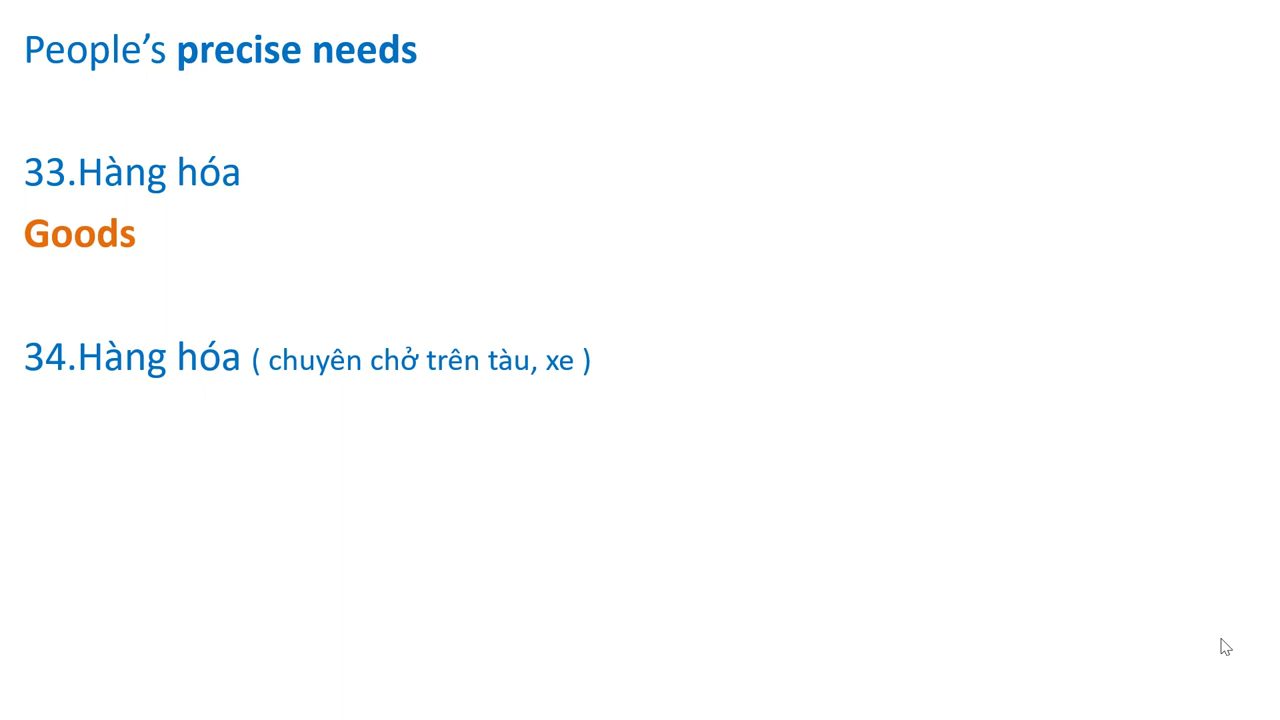 People’s precise needs
33.Hàng hóa
Goods
34.Hàng hóa ( chuyên chở trên tàu, xe )